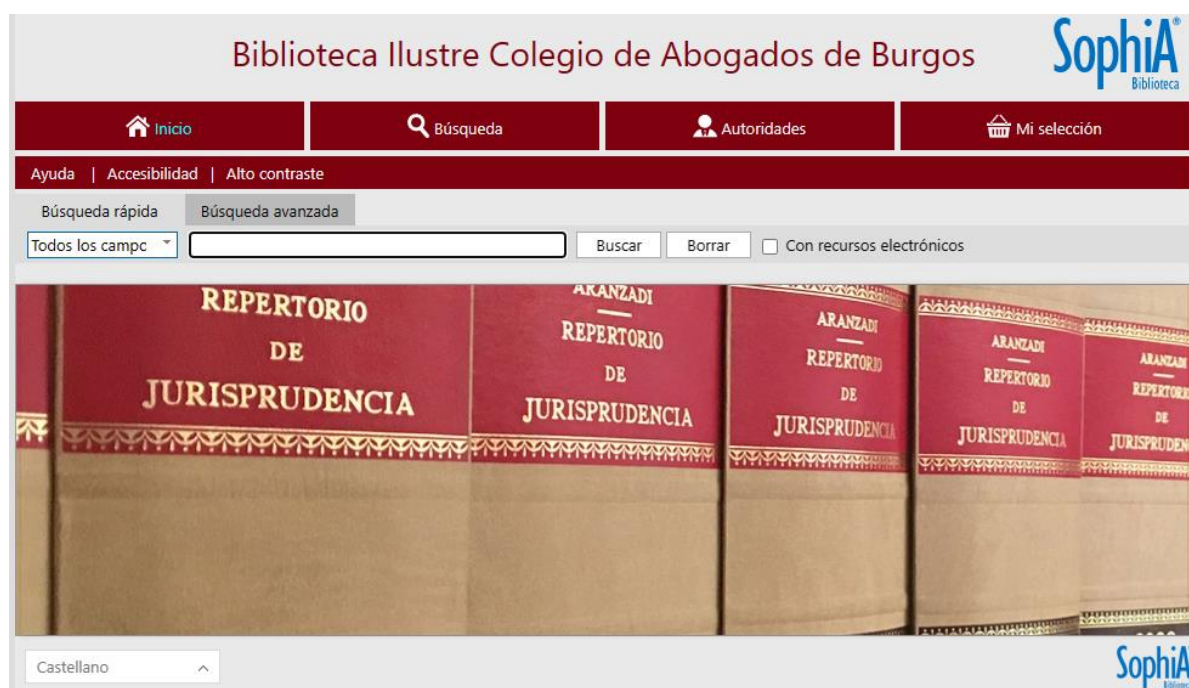 Biblioteca Ilustre Colegio de Abogados de Burgos
SophiA®
Biblioteca
Inicio
Búsqueda
Autoridades
Mi selección
Ayuda | Accesibilidad | Alto contraste
Búsqueda rápida
Búsqueda avanzada
Todos los campc
Buscar
Borrar
Con recursos electrónicos
REPERTORIO
DE
JURISPRUDENCIA
ARANZADI
REPERTORIO
DE
JURISPRUDENCIA
ARANZADI
REPERTORIO
DE
JURISPRUDENCIA
ARANZADI
REPERTORIO
DE
JURISPRUDENCIA
ARANZADI
REPERTORI
DE
JURISPRUDEN
Castellano
SophiA